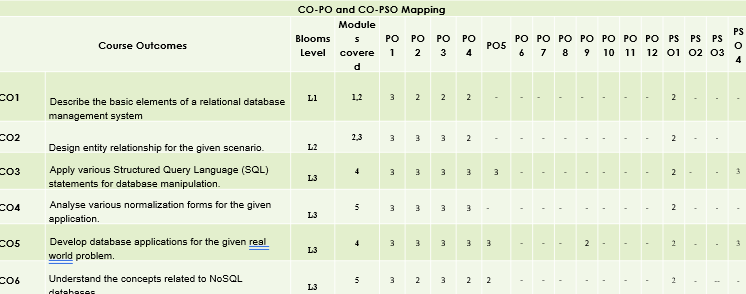 CO-PO and CO-PSO Mapping
Course Outcomes Blooms Level Modules covered PO 1 PO 2 PO 3 PO 4 PO5 PO 6 PO 7 PO 8 PO 9 PO 10 PO 11 PO 12 PS O1 PS O2 PS O3 PS O 4
CO1 Describe the basic elements of a relational database L1 1,2 3 2 2 2 - - - - - - - - 2 - - -
management system
CO2 Design entity relationship for the given scenario. L2 2,3 3 3 3 2 - - - - - - - - 2 - -
CO3 Apply various Structured Query Language (SQL) L3 4 3 3 3 3 3 - - - - - - - 2 - - 3
statements for database manipulation.
CO4 Analyse various normalization forms for the given L3 5 3 3 3 3 - - - - - - - - 2 - - -
application.
CO5 Develop database applications for the given real L3 4 3 3 3 3 3 - - - 2 - - - 2 - - 3
world problem.
CO6 Understand the concepts related to NoSQL L3 5 3 2 3 2 2 - - - - - - - 2 - -- -
databases